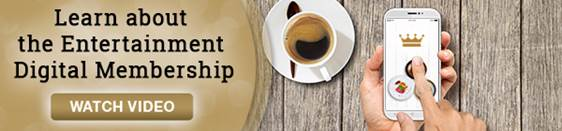 Learn about
the Entertainment
Digital Membership
WATCH VIDEO